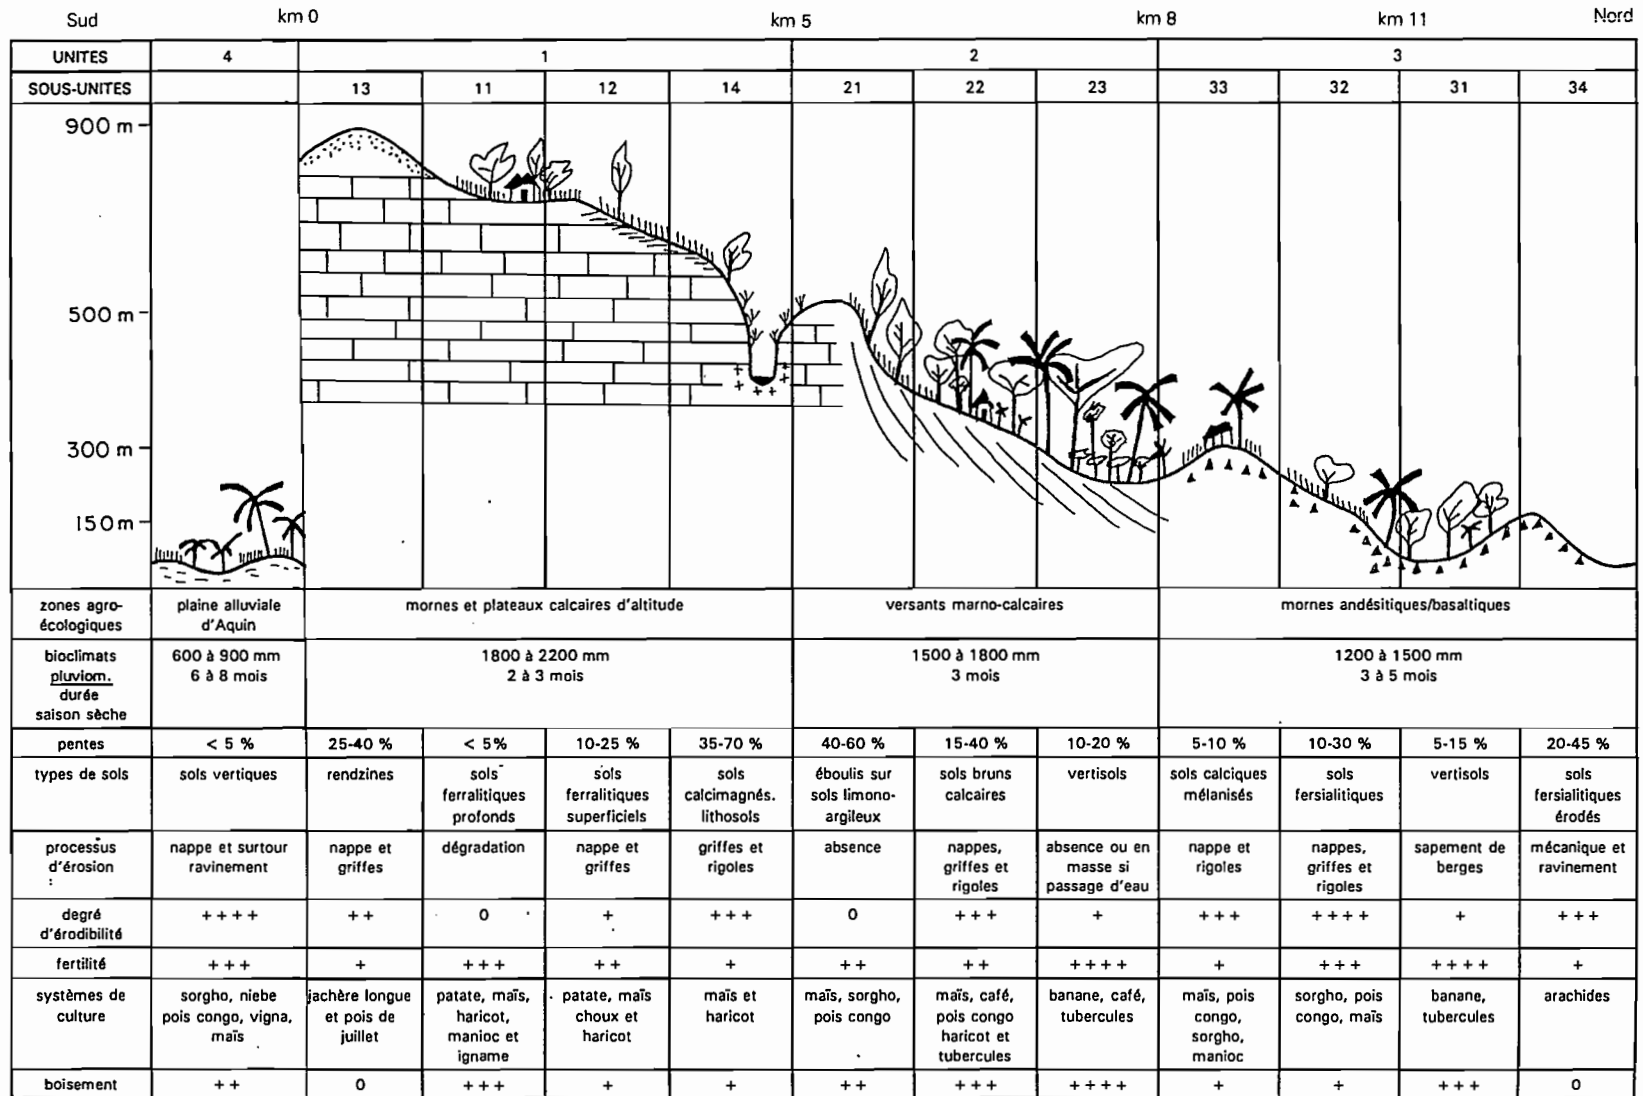 Sud km 0 km 5 km 8 km 11 Nord
UNITES 4 1 2 3
SOUS-UNITES 13 11 12 14 21 22 23 33 32 31 34
900 m
500 m
300 m
150 m
zones agro- plaine alluviale mornes et plateaux calcaires d'altitude versants marno-calcaires mornes andésitiques/basaltiques
écologiques d'Aquin
bioclimats 600 à 900 mm 1800 à 2200 mm 1500 à 1800 mm 1200 à 1500 mm
pluviom. 6 à 8 mois 2 à 3 mois 3 mois 3 à 5 mois
durée
saison sèche
pentes < 5 % 25-40 % < 5% 10-25 % 35-70 % 40-60 % 15-40 % 10-20 % 5-10 % 10-30 % 5-15 % 20-45 %
types de sols sols vertiques rendzines sols sols sols éboulis sur sols bruns vertisols sols calciques sols vertisols sols
ferralitiques ferralitiques calcimagnés. sols limono- calcaires mélanisés fersialitiques fersialitiques
profonds superficiels lithosols argileux érodés
processus nappe et surtour nappe et dégradation nappe et griffes et absence nappes, absence ou en nappe et nappes, sapement de mécanique et
d'érosion ravinement griffes griffes rigoles griffes et masse si rigoles griffes et berges ravinement
: rigoles passage d'eau rigoles
degré ++++ ++ 0 + +++ 0 +++ + +++ ++++ + +++
d'érodibilité
fertilité +++ + +++ ++ + ++ ++ ++++ + +++ ++++ +
systèmes de sorgho, niebe jachère longue patate, maïs, patate, maïs maïs et maïs, sorgho, maïs, café, banane, café, maïs, pois sorgho, pois banane, arachides
culture pois congo, vigna, et pois de haricot, choux et haricot pois congo pois congo tubercules congo, congo, maïs tubercules
maïs juillet manioc et haricot haricot et sorgho,
igname tubercules manioc
boisement ++ 0 +++ + + ++ +++ ++++ + + +++ 0